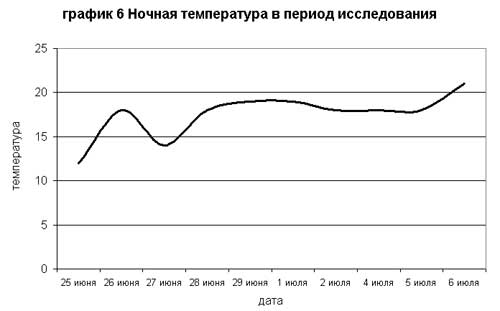 график 6 Ночная температура в период исследования
25
20
15
10
5
0
температура
25 июня 26 июня 27 июня 28 июня 29 июня 1 июля 2 июля 4 июля 5 июля 6 июля
дата